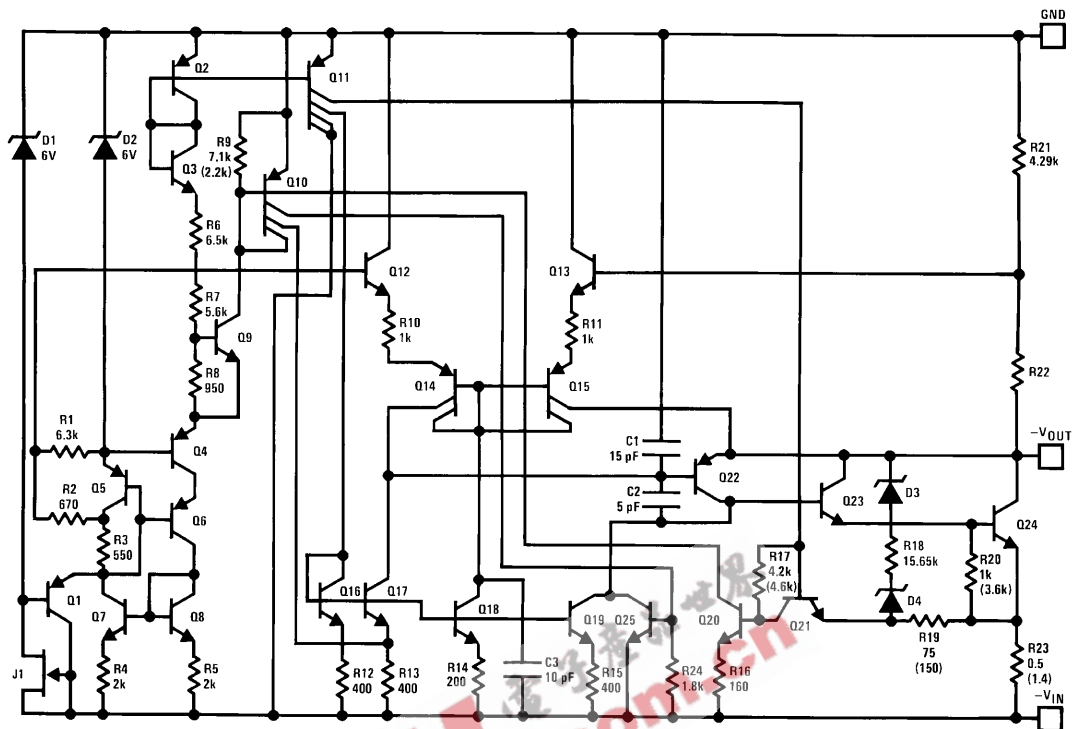 GND
Q2
Q11
D1
6V
D2
6V
R9
7.1k
(2.2k)
R21
4.29k
Q3
Q10
R6
6.5k
Q12
Q13
R7
5.6k
Q9
R10
1k
R11
1k
R8
950
Q14
Q15
R22
R1
6.3k
Q4
C1
15 pF
-VOUT
Q5
Q22
R2
670
Q6
C2
5 pF
Q23
D3
Q24
R3
550
R17
4.2k
(4.6k)
R18
15.65k
R20
1k
(3.6k)
Q1
Q7
Q8
Q16
Q17
Q18
Q19
Q25
Q20
Q21
D4
R19
75
(150)
J1
R4
2k
R5
2k
R12
400
R13
400
R14
200
C3
10 pF
R15
400
R24
1.8k
R16
160
R23
0.5
(1.4)
-VIN
com.cn